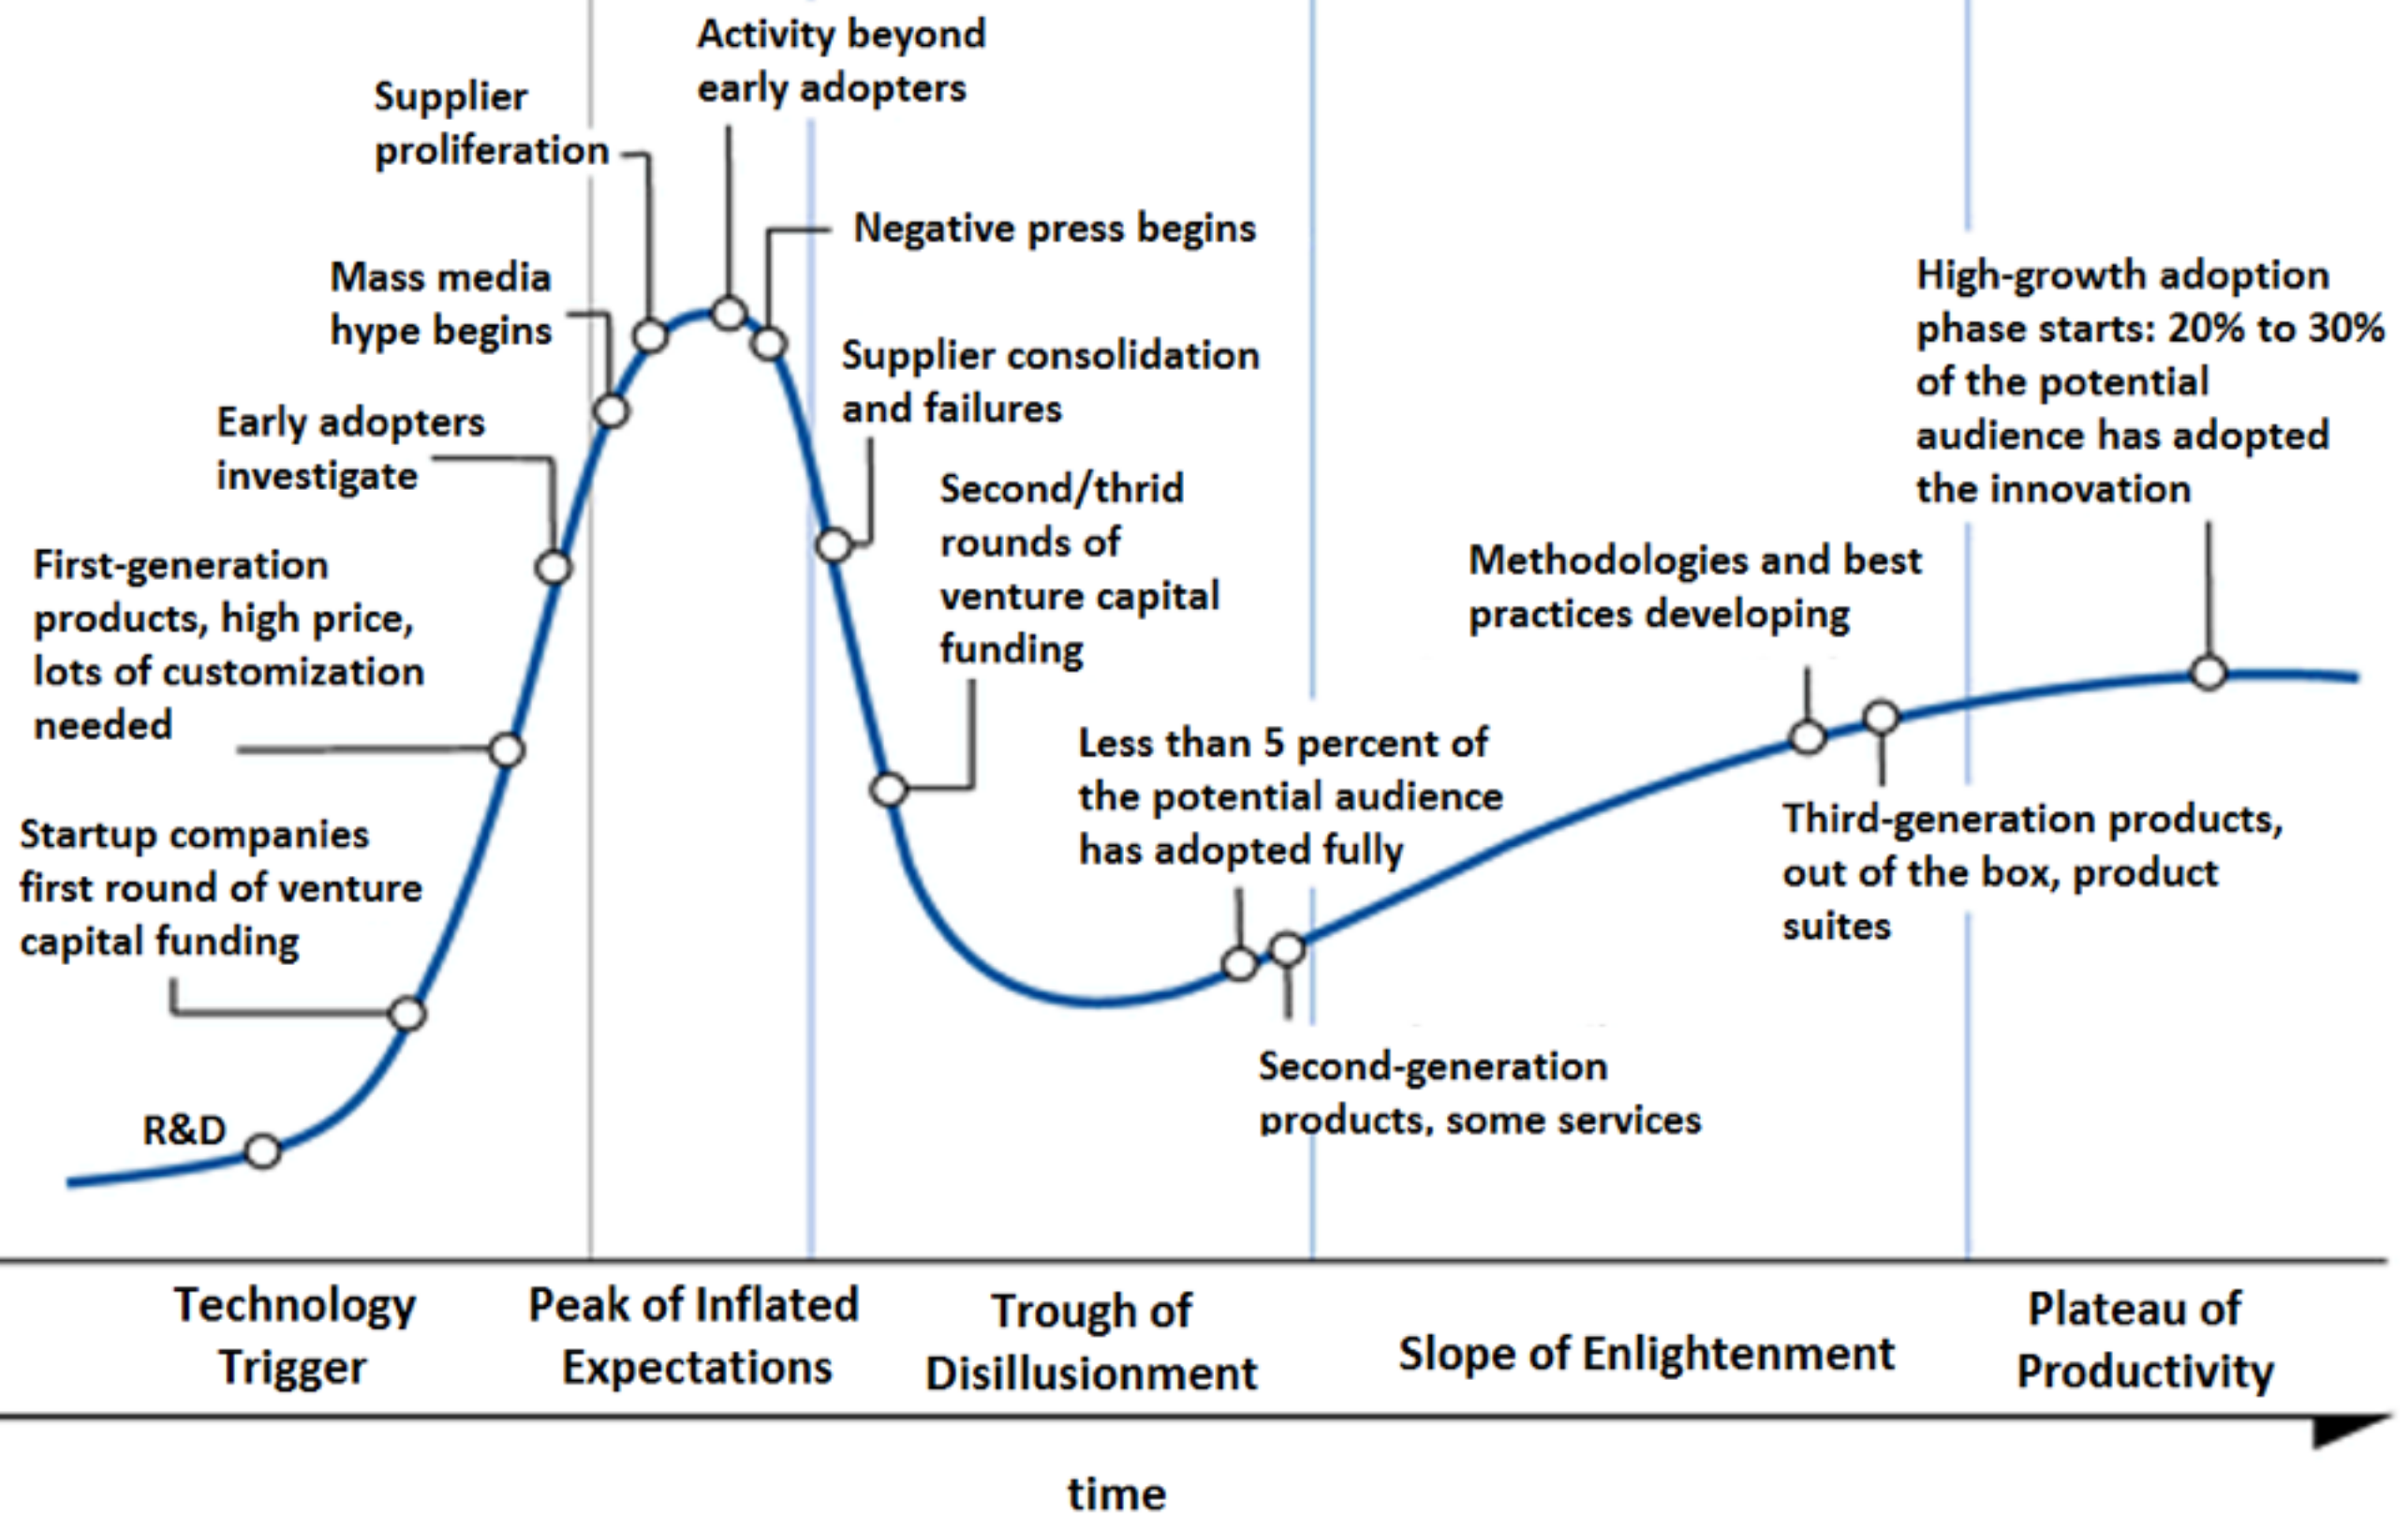 Activity beyond
early adopters
Supplier
proliferation
Negative press begins
Mass media
hype begins
High-growth adoption
phase starts: 20% to 30%
of the potential
audience has adopted
the innovation
Supplier consolidation
and failures
Early adopters
investigate
Second/thrid
rounds of
venture capital
funding
First-generation
products, high price,
lots of customization
needed
Methodologies and best
practices developing
Less than 5 percent of
the potential audience
has adopted fully
Startup companies
first round of venture
capital funding
Third-generation products,
out of the box, product
suites
Second-generation
products, some services
R&D
Technology
Trigger
Peak of Inflated
Expectations
Trough of
Disillusionment
Slope of Enlightenment
Plateau of
Productivity
time